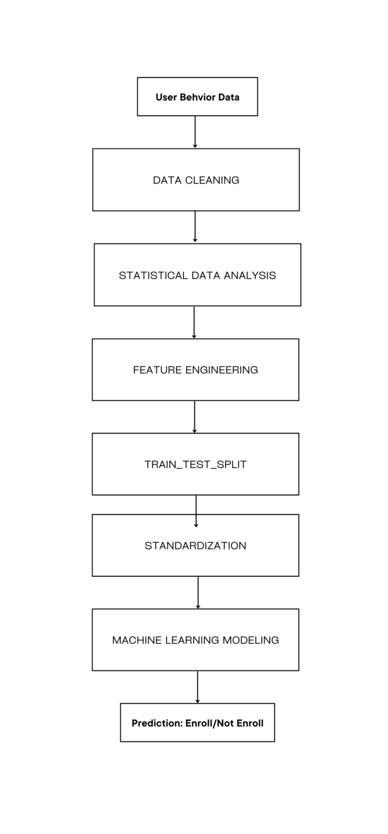 User Behvior Data
DATA CLEANING
STATISTICAL DATA ANALYSIS
FEATURE ENGINEERING
TRAIN_TEST_SPLIT
STANDARDIZATION
MACHINE LEARNING MODELING
Prediction: Enroll/Not Enroll